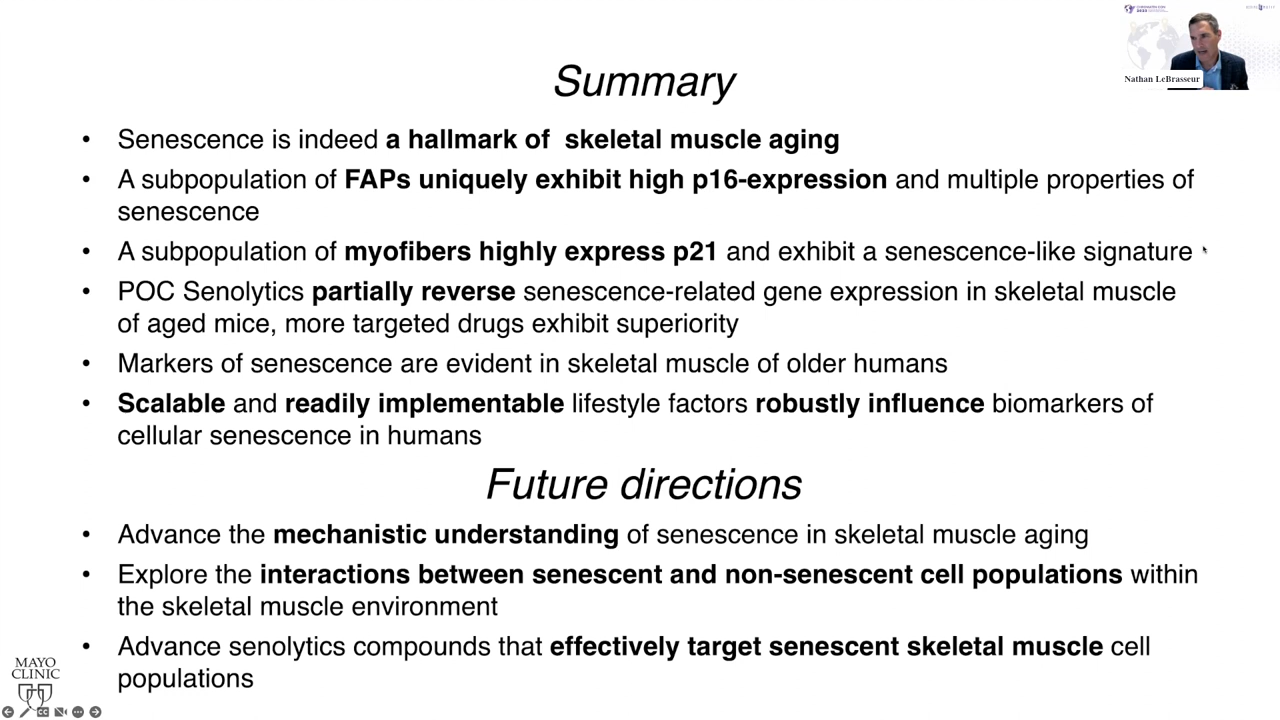 Nathan LeBrasseur
Summary
• Senescence is indeed a hallmark of skeletal muscle aging
• A subpopulation of FAPs uniquely exhibit high p16-expression and multiple properties of
senescence
• A subpopulation of myofibers highly express p21 and exhibit a senescence-like signature
• POC Senolytics partially reverse senescence-related gene expression in skeletal muscle
of aged mice, more targeted drugs exhibit superiority
• Markers of senescence are evident in skeletal muscle of older humans
• Scalable and readily implementable lifestyle factors robustly influence biomarkers of
cellular senescence in humans
Future directions
• Advance the mechanistic understanding of senescence in skeletal muscle aging
• Explore the interactions between senescent and non-senescent cell populations within
the skeletal muscle environment
• Advance senolytics compounds that effectively target senescent skeletal muscle cell
populations
MAYO
CLINIC
CC